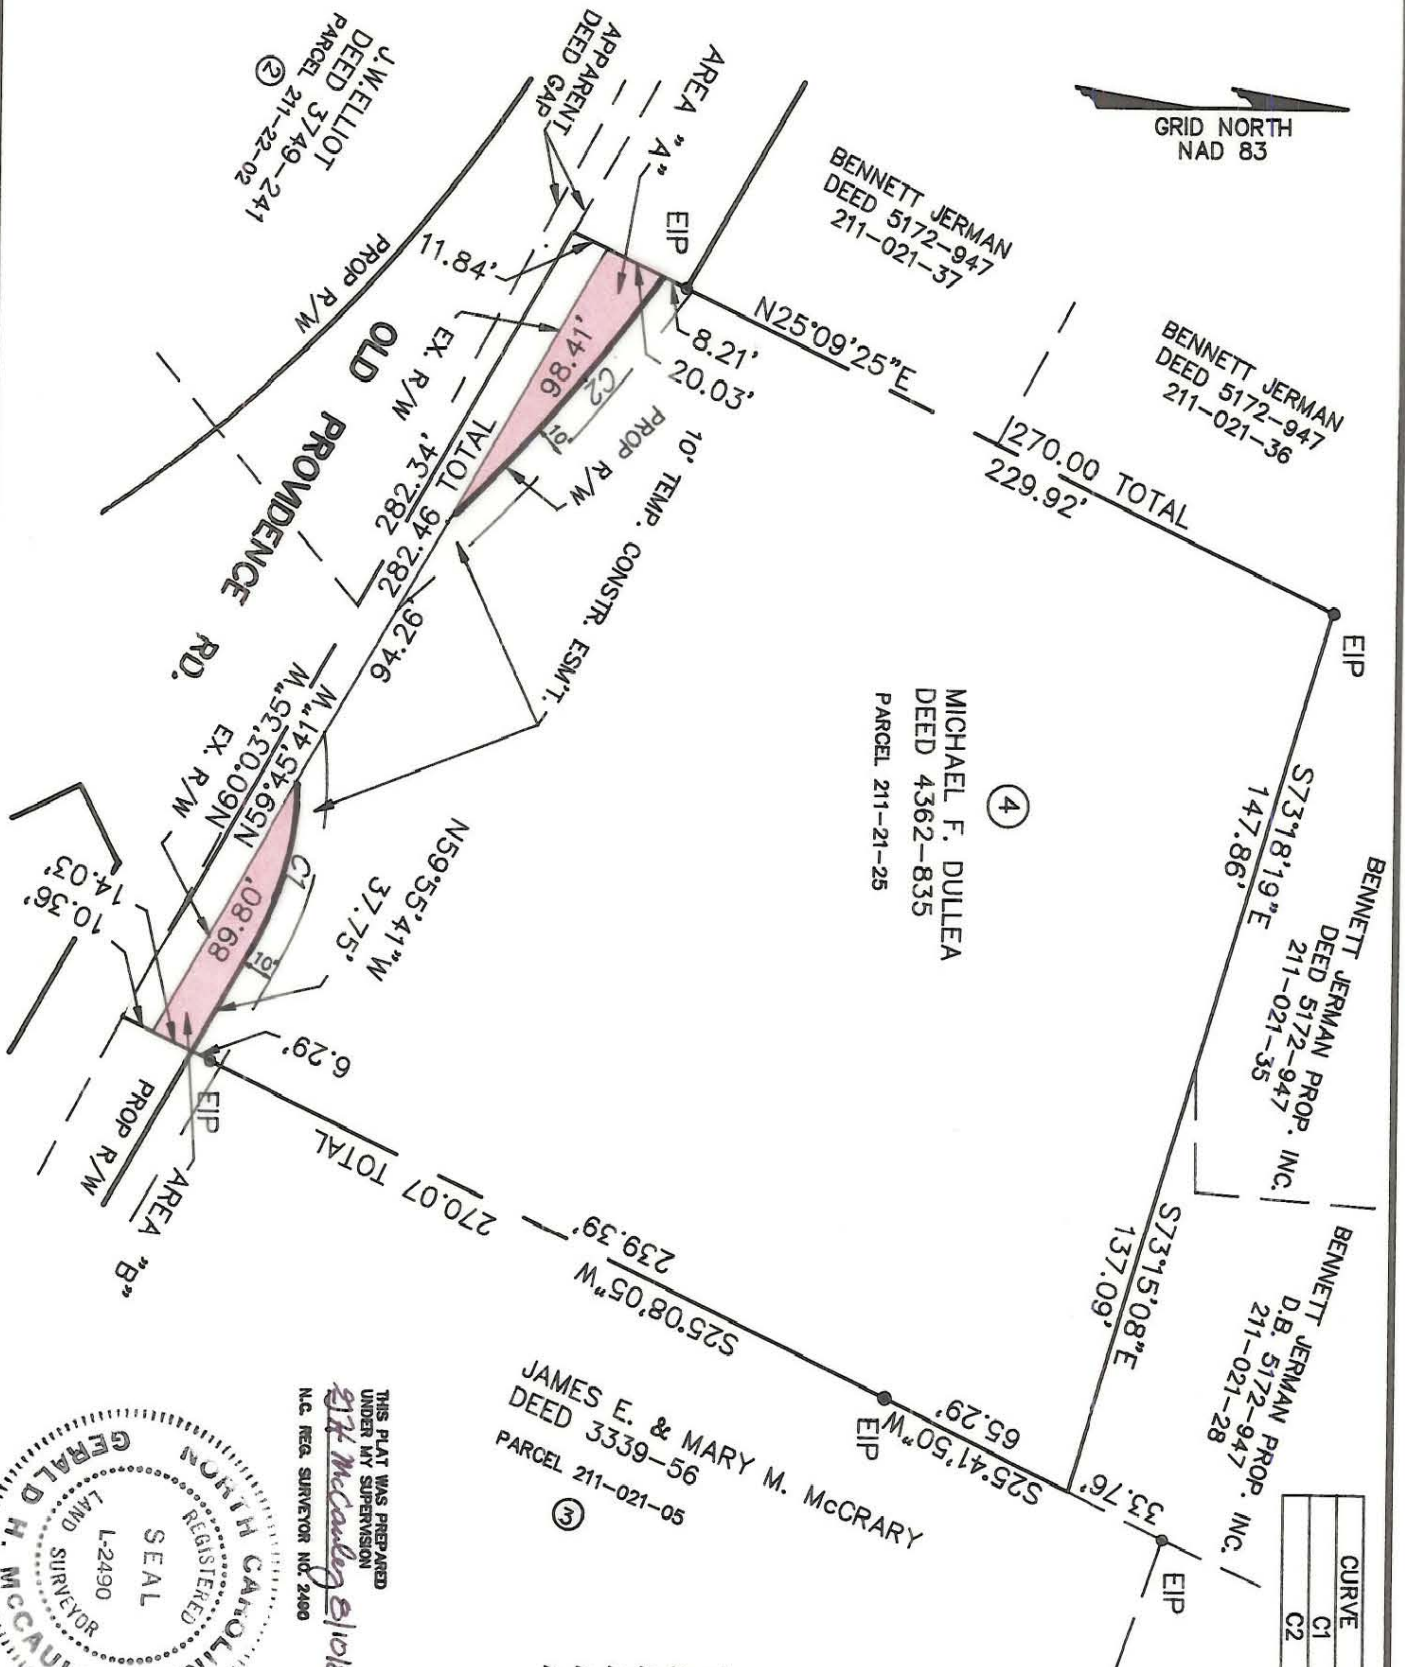 GRID NORTH
NAD 83
BENNETT JERMAN
DEED 5172-947
211-021-37
BENNETT JERMAN
DEED 5172-947
211-021-36
BENNETT JERMAN PROP. INC.
DEED 5172-947
211-021-35
BENNETT JERMAN PROP. INC.
D.B. 5172-947
211-021-28
CURVE
C1
C2
J.W.ELLIOT
DEED 3749-241
PARCEL 211-22-02
2
APPARENT
DEED GAP
AREA "A"
EIP
N25°09'25"E
270.00 TOTAL
229.92'
EIP
S73°18'19"E
147.86'
S73°15'08"E
137.09'
33.76'
EIP
S25°41'50"W
65.29'
EIP
S25°08'05"W
239.39'
270.07 TOTAL
EIP
6.29'
11.84'
8.21'
20.03'
98.41'
C2
10'
PROP R/W
EX. R/W
PROP R/W
10' TEMP. CONSTR. ESM'T.
OLD PROVIDENCE RD.
282.34'
282.46 TOTAL
94.26'
N60°03'35"W
N59°45'41"W
EX. R/W
89.80'
C1
10'
N59°55'41"W
37.75'
14.03'
10.36'
PROP R/W
AREA "B"
4
MICHAEL F. DULLEA
DEED 4362-835
PARCEL 211-21-25
JAMES E. & MARY M. McCRARY
DEED 3339-56
PARCEL 211-021-05
3
THIS PLAT WAS PREPARED
UNDER MY SUPERVISION
N.C. REG. SURVEYOR NO. 2490
NORTH
REGISTERED
SEAL
L-2490
LAND SURVEYOR
GERALD H.